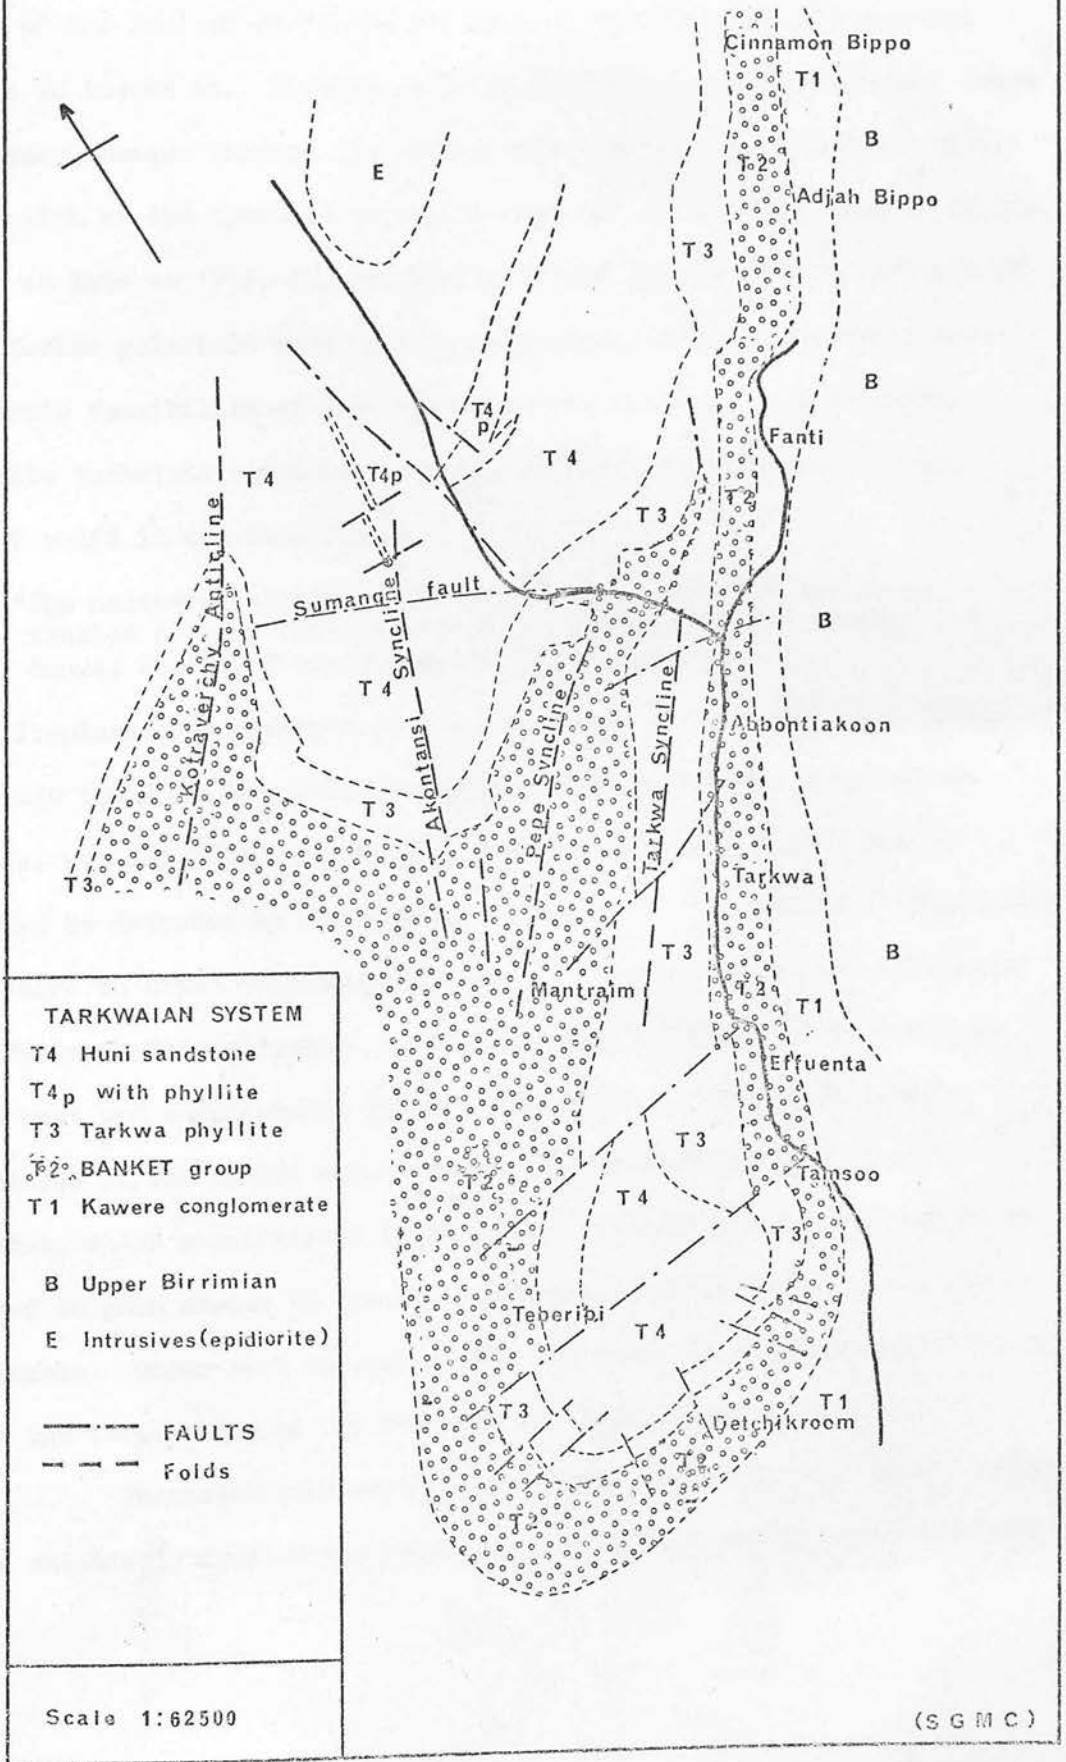 Cinnamon Bippo
T1
B
E
T2
Adjah Bippo
T3
T4
p
B
Fanti
T4
T4
T4p
T2
T3
Kotraverchy Anticline
Sumang fault
B
T4
Akontansi Syncline
Pepe Syncline
Tarkwa Syncline
Abbontiakoon
T3
T3
Tarkwa
T3
B
Mantraim
T2
T1
Effuenta
T3
T2
T4
Tamsoo
T3
Teberibi
T4
T3
T1
Detchikroom
T2
T2
TARKWAIAN SYSTEM
T4 Huni sandstone
T4p with phyllite
T3 Tarkwa phyllite
T2 BANKET group
T1 Kawere conglomerate
B Upper Birrimian
E Intrusives(epidiorite)
FAULTS
Folds
Scale 1:62500
(SGMC)